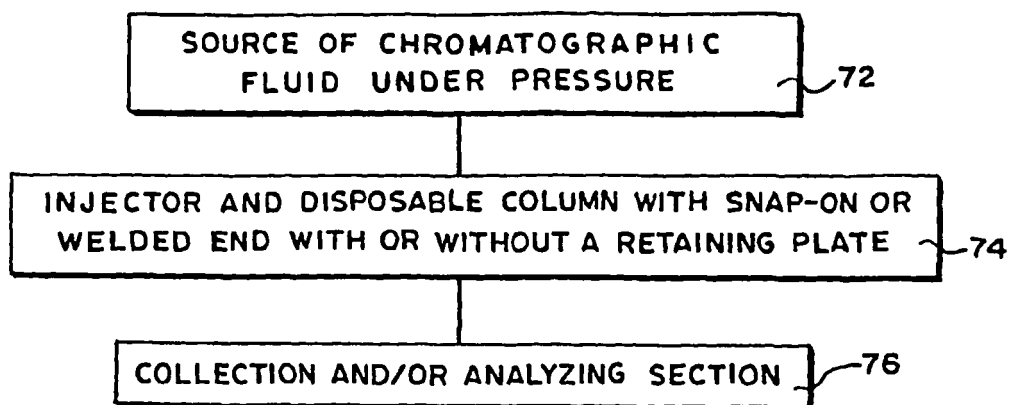 SOURCE OF CHROMATOGRAPHIC
FLUID UNDER PRESSURE
72
INJECTOR AND DISPOSABLE COLUMN WITH SNAP-ON OR
WELDED END WITH OR WITHOUT A RETAINING PLATE
74
COLLECTION AND/OR ANALYZING SECTION
76